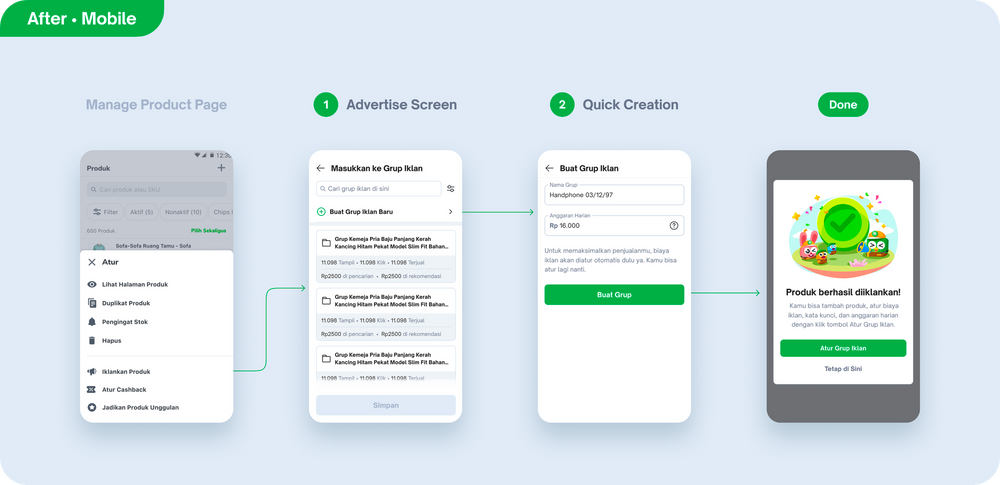 After • Mobile
Manage Product Page
1 Advertise Screen
2 Quick Creation
Done
12:30
Produk
Cari produk atau SKU
Filter
Aktif (5)
Nonaktif (10)
Chips
650 Produk
Pilih Sekaligus
Sofa-Sofa Ruang Tamu - Sofa
Atur
Lihat Halaman Produk
Duplikat Produk
Pengingat Stok
Hapus
Iklankan Produk
Atur Cashback
Jadikan Produk Unggulan
Masukkan ke Grup Iklan
Cari grup iklan di sini
Buat Grup Iklan Baru
Grup Kemeja Pria Baju Panjang Kerah
Kancing Hitam Pekat Model Slim Fit Bahan...
11.098 Tampil • 11.098 Klik • 11.098 Terjual
Rp2500 di pencarian • Rp2500 di rekomendasi
Grup Kemeja Pria Baju Panjang Kerah
Kancing Hitam Pekat Model Slim Fit Bahan...
11.098 Tampil • 11.098 Klik • 11.098 Terjual
Rp2500 di pencarian • Rp2500 di rekomendasi
Grup Kemeja Pria Baju Panjang Kerah
Kancing Hitam Pekat Model Slim Fit Bahan...
11.098 Tampil • 11.098 Klik • 11.098 Terjual
Simpan
Buat Grup Iklan
Nama Grup
Handphone 03/12/97
Anggaran Harian
Rp 16.000
Untuk memaksimalkan penjualanmu, biaya
iklan akan diatur otomatis dulu ya. Kamu bisa
atur lagi nanti.
Buat Grup
Produk berhasil diiklankan!
Kamu bisa tambah produk, atur biaya
iklan, kata kunci, dan anggaran harian
dengan klik tombol Atur Grup Iklan.
Atur Grup Iklan
Tetap di Sini